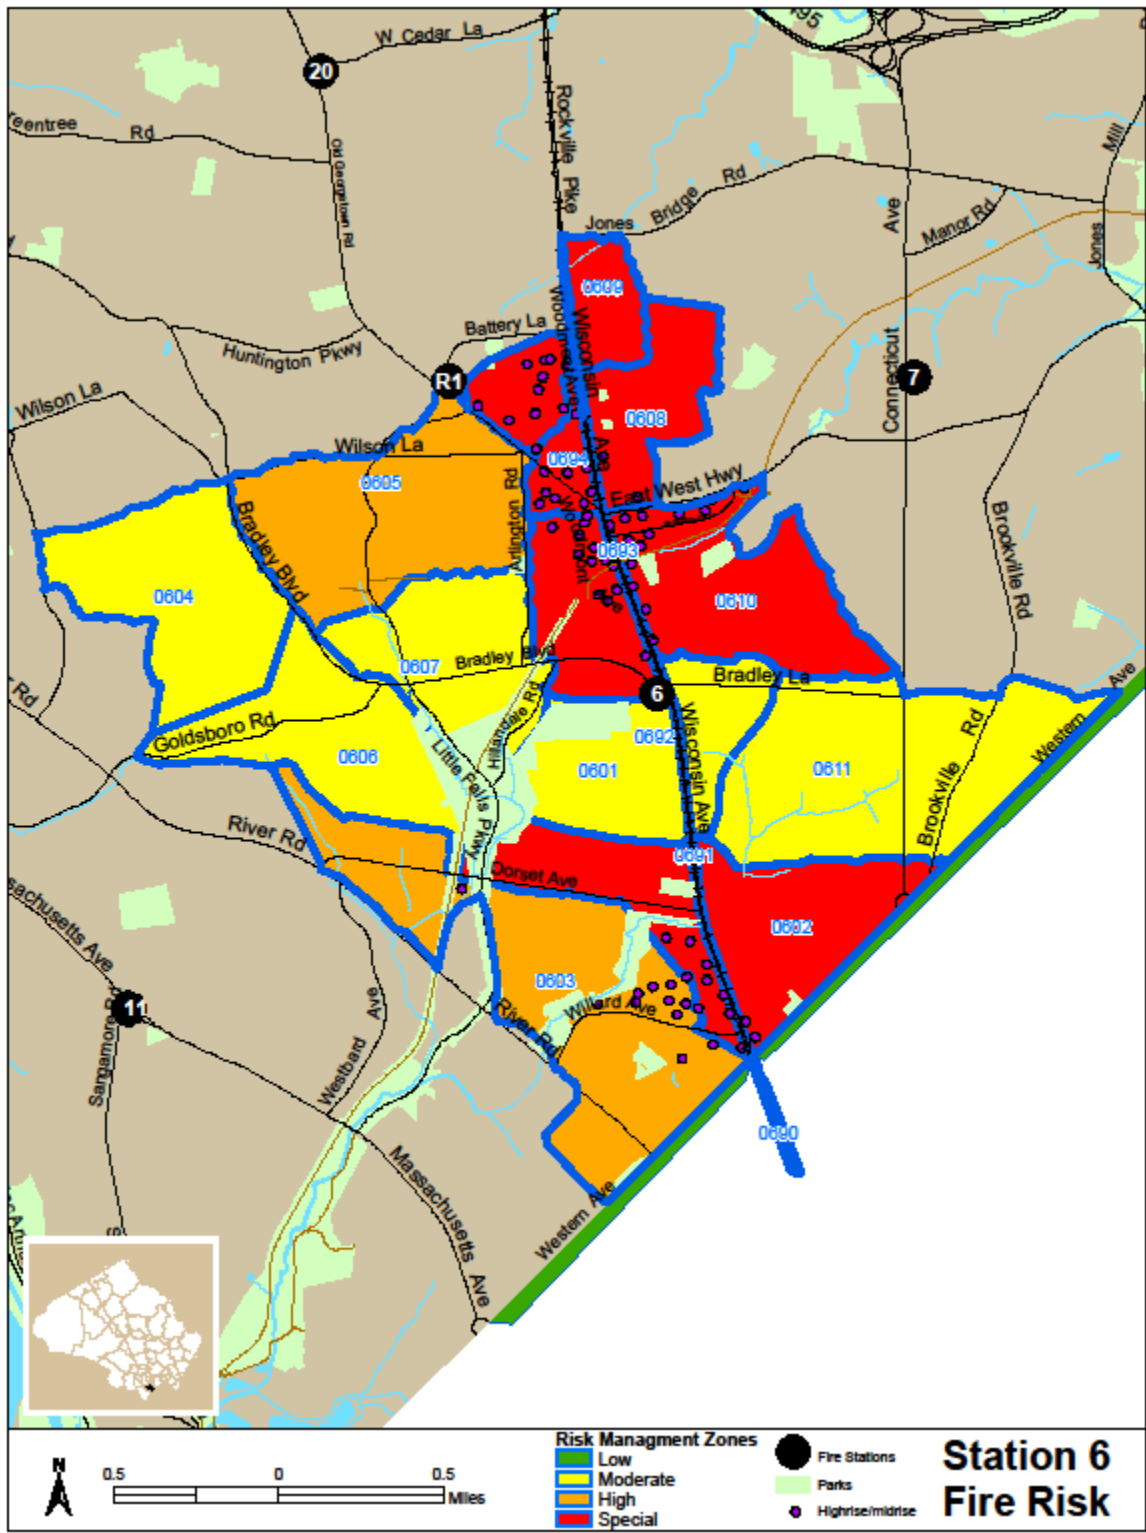 495
W Cedar La
20
reentree Rd
Old Georgetown Rd
Rockville Pike
Jones Bridge Rd
Mill
Ave
Manor Rd
Jones
0609
Woodmont Ave
Wisconsin Ave
Battery La
Huntington Pkwy
R1
7
Connecticut
Wilson La
0608
Wilson La
0694
0605
East West Hwy
Arlington Rd
Bradley Blvd
Woodmont Ave
0693
Brookville Rd
0604
0610
0607
Bradley Blvd
Bradley La
6
r Rd
Goldsboro Rd
Hillandale Rd
Wisconsin Ave
0692
Western Ave
0606
0601
0611
Little Falls Pkwy
Brookville Rd
River Rd
0691
Dorset Ave
sachusetts Ave
0602
0603
11
Sangamore Rd
Westbard Ave
River Rd
Willard Ave
0690
Massachusetts Ave
Western Ave
S
N
0.5 0 0.5
Miles
Risk Managment Zones
Low
Moderate
High
Special
Fire Stations
Parks
Highrise/midrise
Station 6
Fire Risk